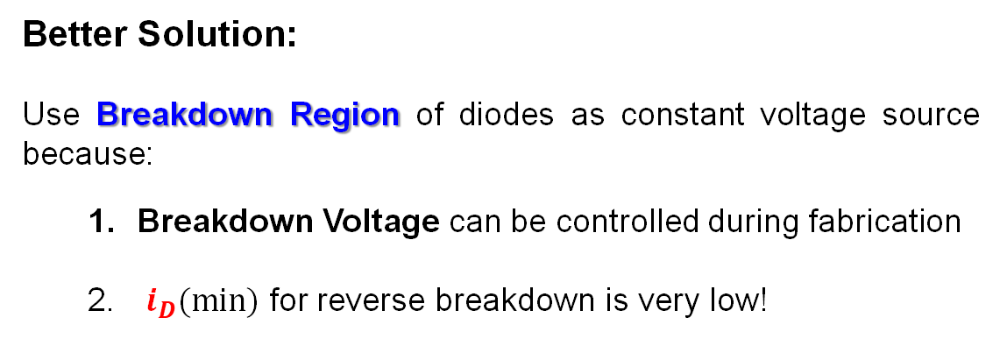 Better Solution:
Use Breakdown Region of diodes as constant voltage source
because:
1. Breakdown Voltage can be controlled during fabrication
2. i_D(min) for reverse breakdown is very low!